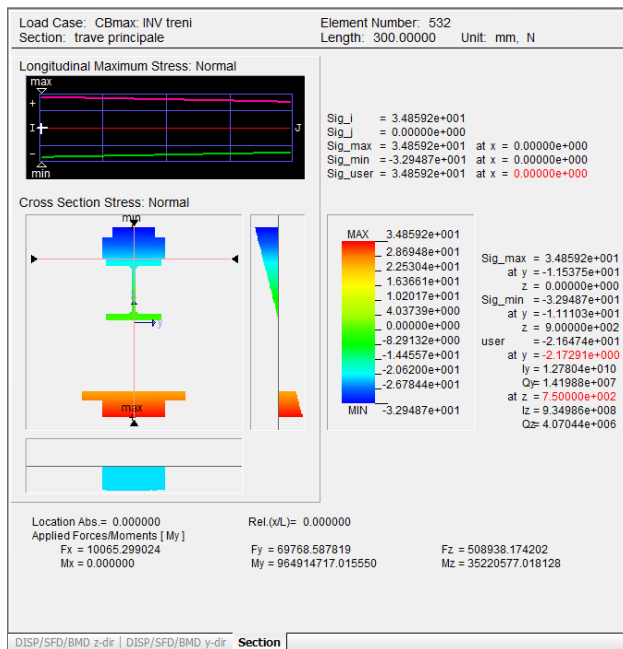 Load Case: CBmax: INV treni
Element Number: 532
Section: trave principale
Length: 300.00000 Unit: mm, N
Longitudinal Maximum Stress: Normal
max
+
I
J
-
min
Sig_i = 3.48592e+001
Sig_j = 0.00000e+000
Sig_max = 3.48592e+001 at x = 0.00000e+000
Sig_min = -3.29487e+001 at x = 0.00000e+000
Sig_user = 3.48592e+001 at x = 0.00000e+000
Cross Section Stress: Normal
min
y
max
MAX 3.48592e+001
2.86948e+001
2.25304e+001
1.63661e+001
1.02017e+001
4.03739e+000
0.00000e+000
-8.29132e+000
-1.44557e+001
-2.06200e+001
-2.67844e+001
MIN -3.29487e+001
Sig_max = 3.48592e+001
at y = -1.15375e+001
z = 0.00000e+000
Sig_min = -3.29487e+001
at y = -1.11103e+001
z = 9.00000e+002
user = -2.16474e+001
at y = -2.17291e+000
Iy = 1.27804e+010
Qy= 1.41988e+007
at z = 7.50000e+002
Iz = 9.34986e+008
Qz= 4.07044e+006
Location Abs.= 0.000000
Rel.(x/L)= 0.000000
Applied Forces/Moments [ My ]
Fx = 10065.299024
Fy = 69768.587819
Fz = 508938.174202
Mx = 0.000000
My = 964914717.015550
Mz = 35220577.018128
DISP/SFD/BMD z-dir | DISP/SFD/BMD y-dir Section